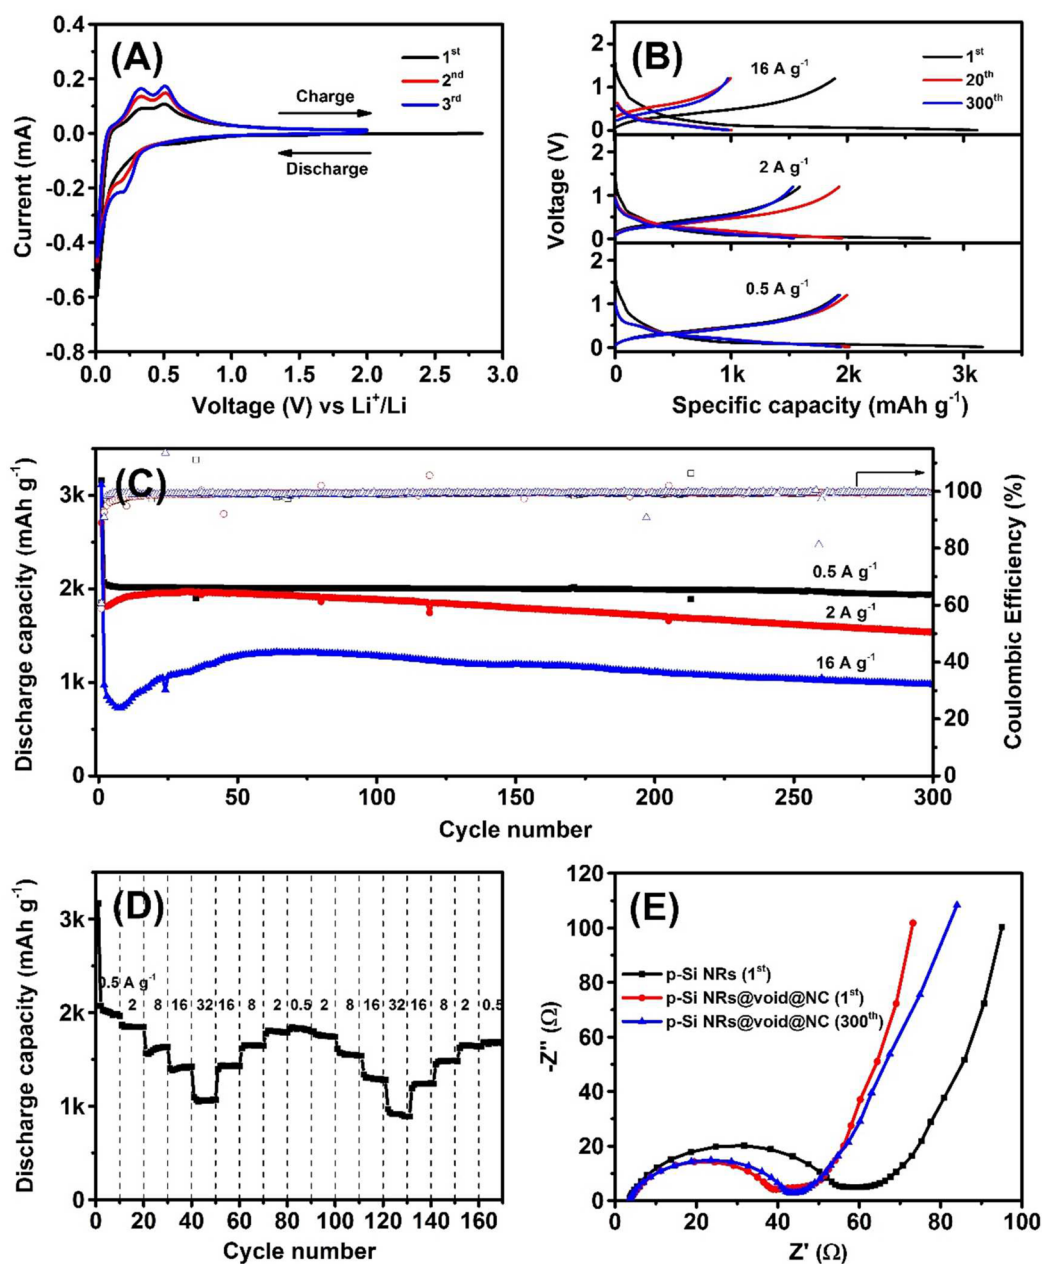 (A)
0.4
0.2
0.0
-0.2
-0.4
-0.6
-0.8
Current (mA)
1st
2nd
3rd
Charge
Discharge
0.0 0.5 1.0 1.5 2.0 2.5 3.0
Voltage (V) vs Li+/Li
(B)
2
1
0
2
1
0
2
1
0
Voltage (V)
16 A g-1
1st
20th
300th
2 A g-1
0.5 A g-1
0 1k 2k 3k
Specific capacity (mAh g-1)
(C)
3k
2k
1k
0
Discharge capacity (mAh g-1)
100
80
60
40
20
0
Coulombic Efficiency (%)
0.5 A g-1
2 A g-1
16 A g-1
0 50 100 150 200 250 300
Cycle number
(D)
3k
2k
1k
0
Discharge capacity (mAh g-1)
0.5 A g-1
2 8 16 32 16 8 2 0.5 2 8 16 32 16 8 2 0.5
0 20 40 60 80 100 120 140 160
Cycle number
(E)
120
100
80
60
40
20
0
-Z'' (Ω)
p-Si NRs (1st)
p-Si NRs@void@NC (1st)
p-Si NRs@void@NC (300th)
0 20 40 60 80 100
Z' (Ω)